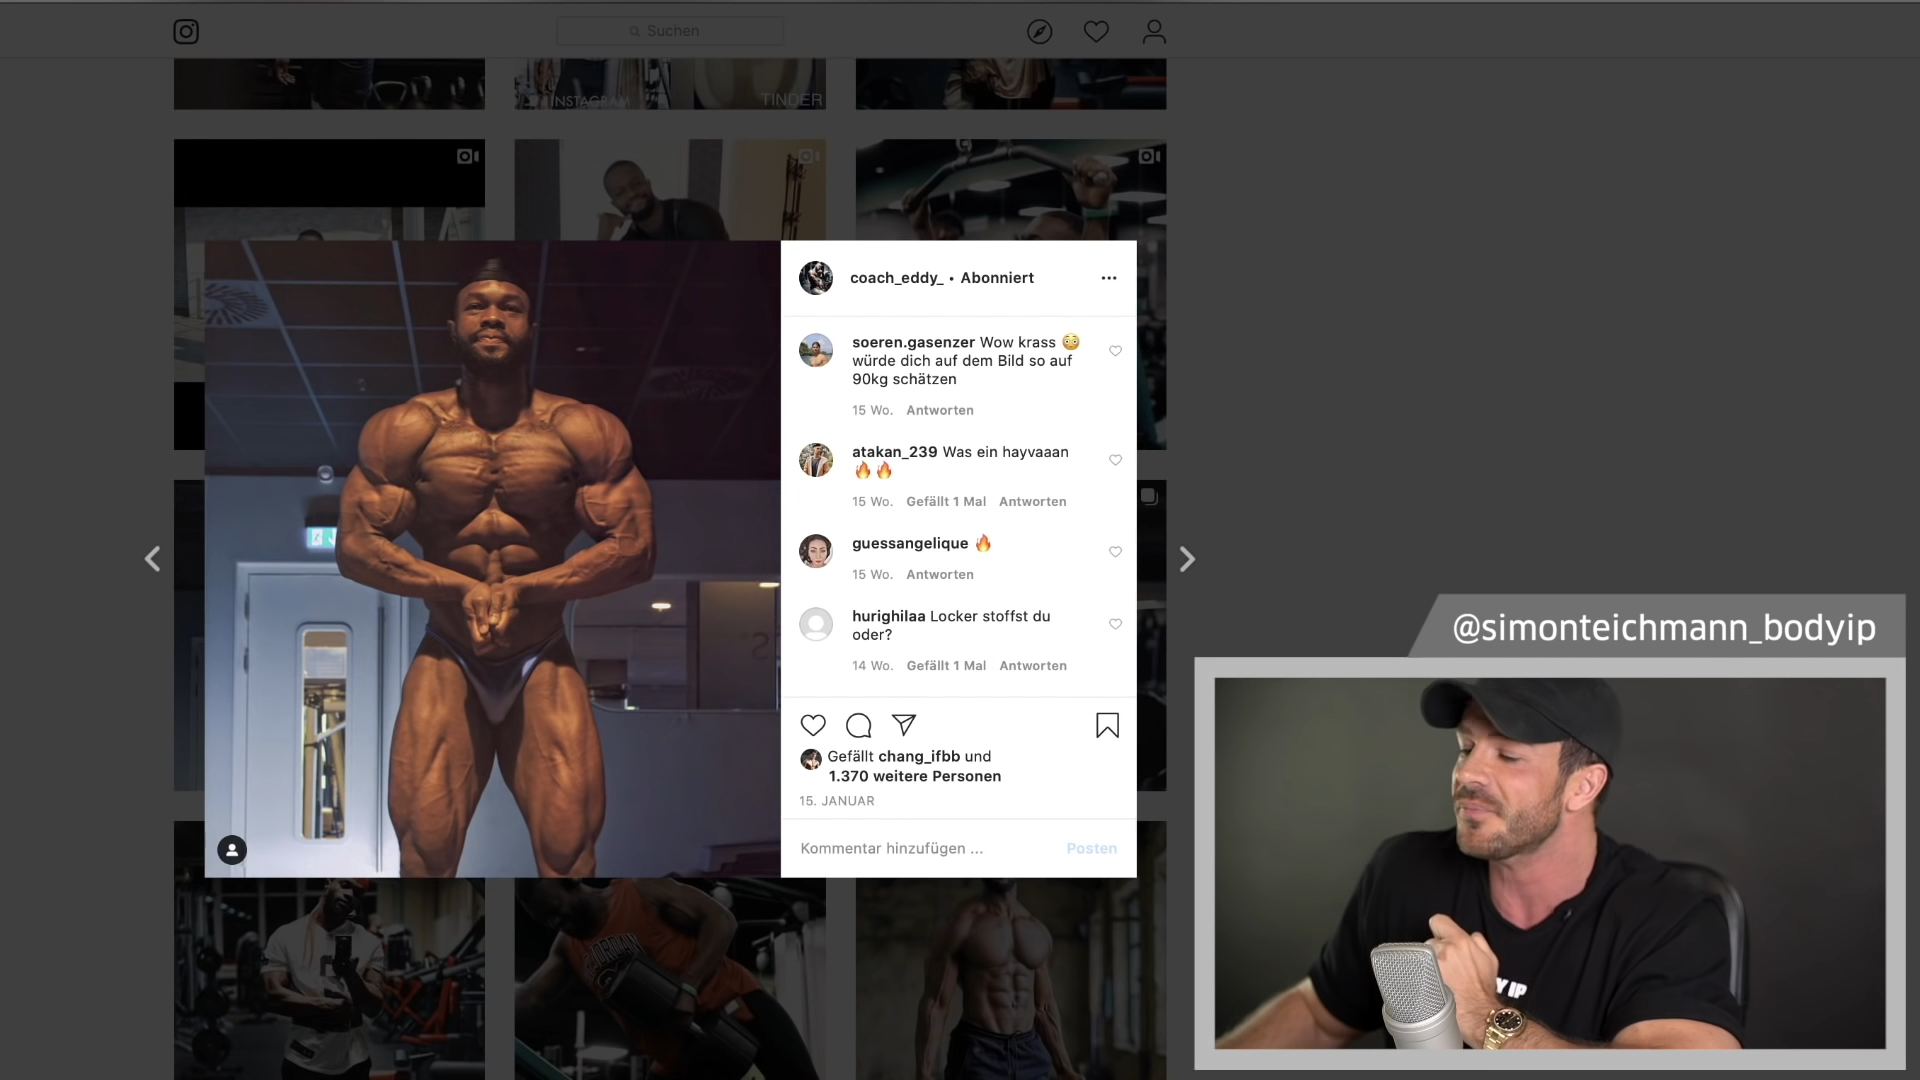 Suchen
INSTAGRAM
TINDER
coach_eddy_ • Abonniert
soeren.gasenzer Wow krass 😳
würde dich auf dem Bild so auf
90kg schätzen
15 Wo. Antworten
atakan_239 Was ein hayvaaan
🔥🔥
15 Wo. Gefällt 1 Mal Antworten
guessangelique 🔥
15 Wo. Antworten
hurighilaa Locker stoffst du
oder?
14 Wo. Gefällt 1 Mal Antworten
Gefällt chang_ifbb und
1.370 weitere Personen
15. JANUAR
Kommentar hinzufügen ... Posten
@simonteichmann_bodyip
JORDAN
Y IP